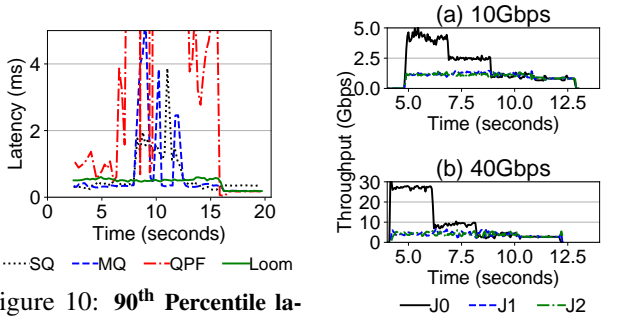 Latency (ms)
4
2
0
0
5
10
15
20
Time (seconds)
SQ MQ QPF Loom
igure 10: 90th Percentile la-
(a) 10Gbps
Throughput (Gbps)
5.0
2.5
0.0
5.0 7.5 10.0 12.5
Time (seconds)
(b) 40Gbps
30
20
10
0
5.0 7.5 10.0 12.5
Time (seconds)
J0 J1 J2